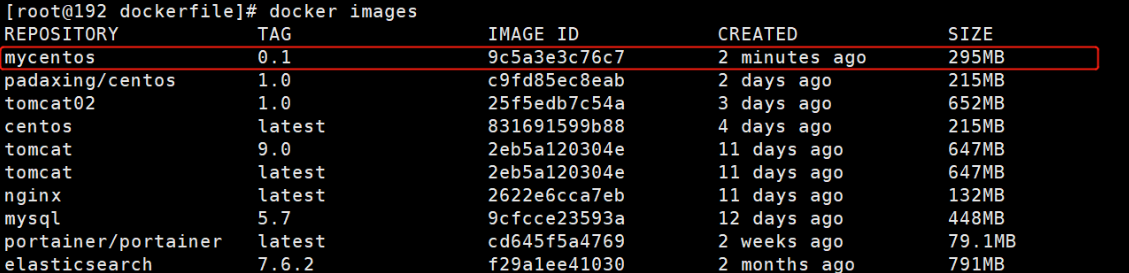 [root@192 dockerfile]# docker images
REPOSITORY TAG IMAGE ID CREATED SIZE
mycentos 0.1 9c5a3e3c76c7 2 minutes ago 295MB
padaxing/centos 1.0 c9fd85ec8eab 2 days ago 215MB
tomcat02 1.0 25f5edb7c54a 3 days ago 652MB
centos latest 831691599b88 4 days ago 215MB
tomcat 9.0 2eb5a120304e 11 days ago 647MB
tomcat latest 2eb5a120304e 11 days ago 647MB
nginx latest 2622e6cca7eb 11 days ago 132MB
mysql 5.7 9cfcce23593a 12 days ago 448MB
portainer/portainer latest cd645f5a4769 2 weeks ago 79.1MB
elasticsearch 7.6.2 f29a1ee41030 2 months ago 791MB